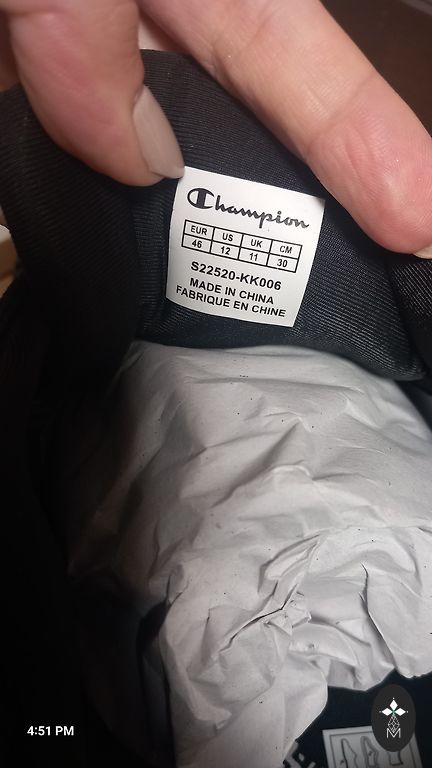 Champion
EUR US UK CM
46 12 11 30
S22520-KK006
MADE IN CHINA
FABRIQUE EN CHINE
4:51 PM
M